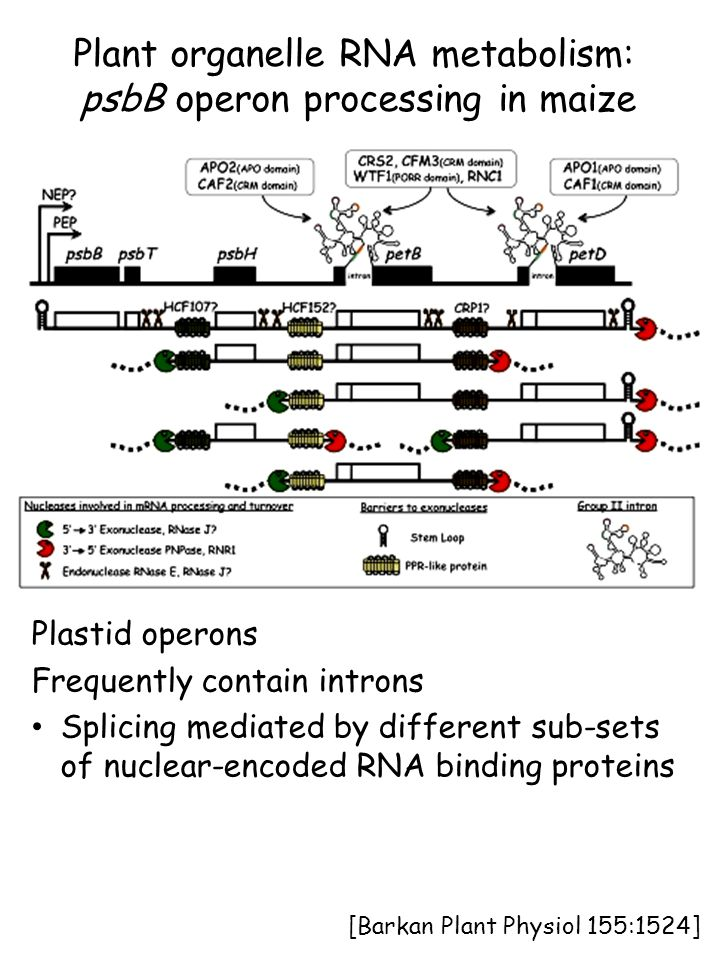 Plant organelle RNA metabolism:
psbB operon processing in maize
APO2(APO domain)
CAF2(CRM domain)
CRS2, CFM3(CRM domain)
WTF1(PORR domain), RNC1
APO1(APO domain)
CAF1(CRM domain)
NEP?
PEP
psbB psbT psbH petB petD
intron intron
HCF107? HCF152? CRP1?
Nucleases involved in mRNA processing and turnover
5'→ 3' Exonuclease, RNase J?
3'→ 5' Exonuclease PNPase, RNR1
Endonuclease RNase E, RNase J?
Barriers to exonucleases
Stem Loop
PPR-like protein
Group II intron
Plastid operons
Frequently contain introns
• Splicing mediated by different sub-sets
of nuclear-encoded RNA binding proteins
[Barkan Plant Physiol 155:1524]